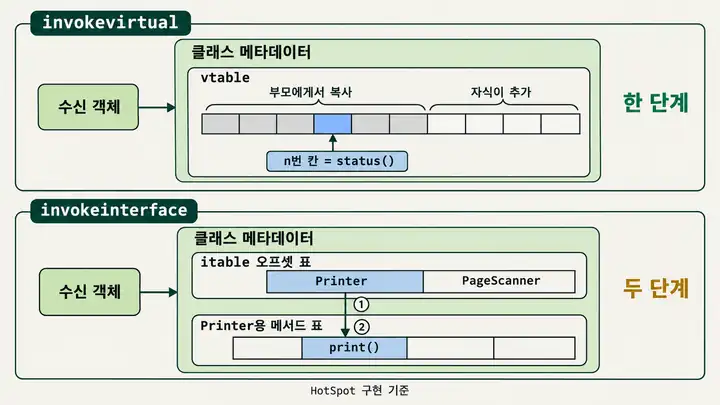 invokevirtual
클래스 메타데이터
vtable
부모에게서 복사
자식이 추가
수신 객체
한 단계
n번 칸 = status()
invokeinterface
클래스 메타데이터
itable 오프셋 표
Printer
PageScanner
수신 객체
두 단계
①
Printer용 메서드 표
②
print()
HotSpot 구현 기준